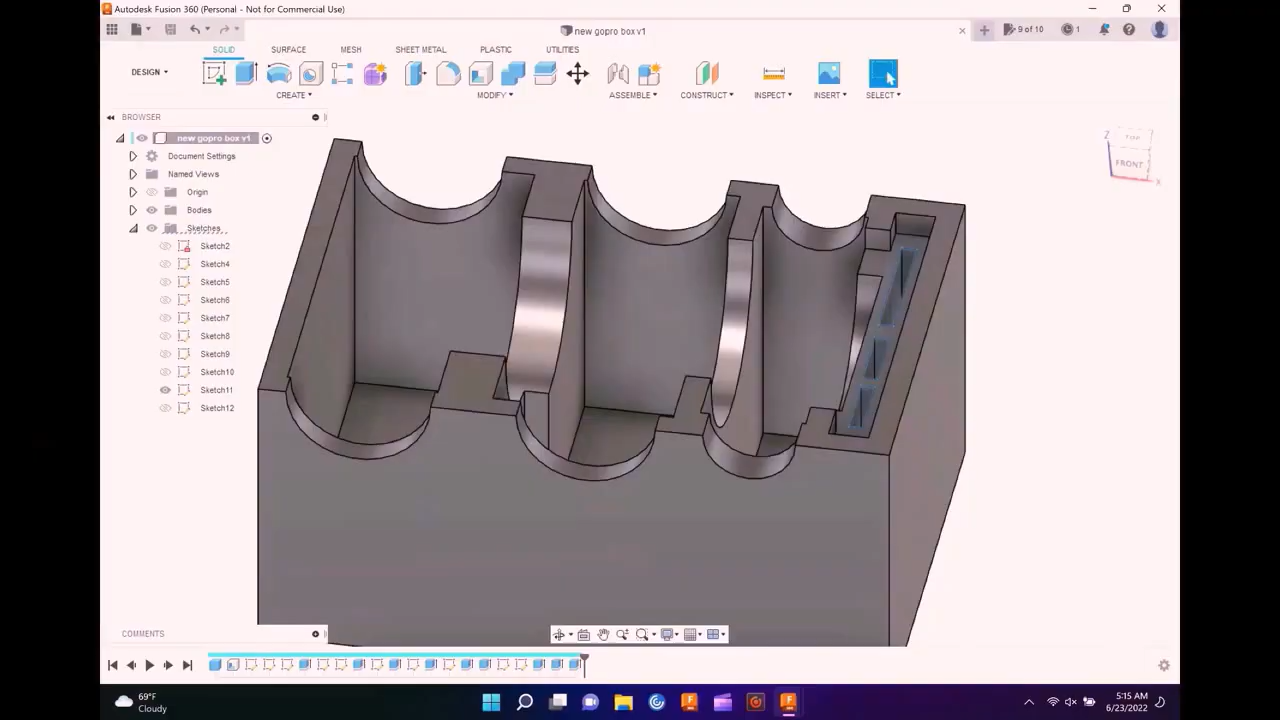 Autodesk Fusion 360 (Personal - Not for Commercial Use)
new gopro box v1
9 of 10
1
SOLID SURFACE MESH SHEET METAL PLASTIC UTILITIES
DESIGN
CREATE MODIFY ASSEMBLE CONSTRUCT INSPECT INSERT SELECT
BROWSER
new gopro box v1
Document Settings
Named Views
Origin
Bodies
Sketches
Sketch2
Sketch4
Sketch5
Sketch6
Sketch7
Sketch8
Sketch9
Sketch10
Sketch11
Sketch12
Z
TOP
FRONT
X
COMMENTS
69°F
Cloudy
5:15 AM
6/23/2022